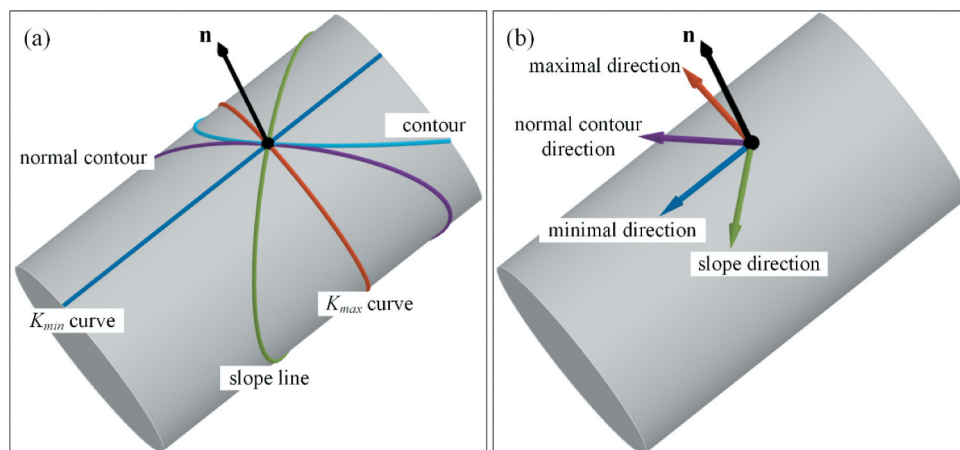 (a)
n
contour
normal contour
K_min curve
K_max curve
slope line
(b)
n
maximal direction
normal contour
direction
minimal direction
slope direction